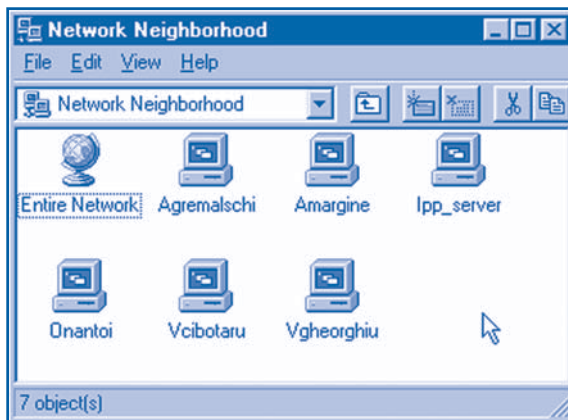 Network Neighborhood
File Edit View Help
Network Neighborhood
Entire Network Agremalschi Amargine Ipp_server
Onantoi Vcibotaru Vgheorghiu
7 object(s)